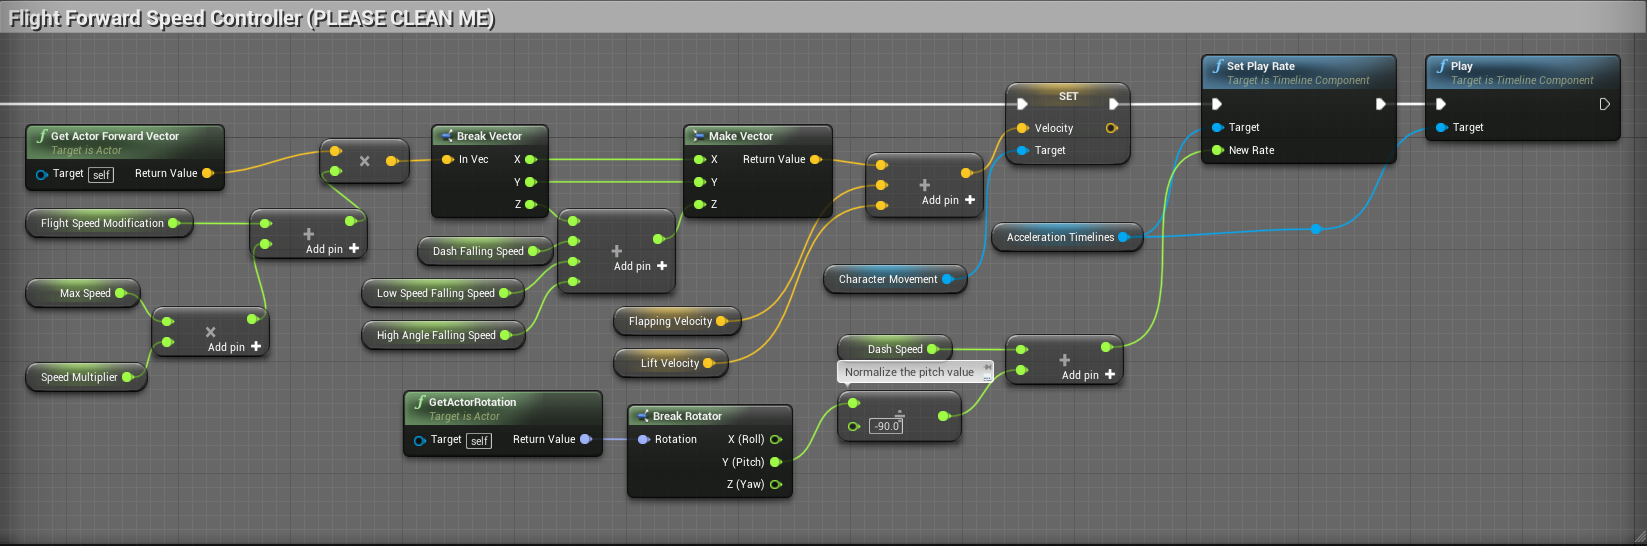 Flight Forward Speed Controller (PLEASE CLEAN ME)
Get Actor Forward Vector
Target is Actor
Target self Return Value
Flight Speed Modification
Add pin
Max Speed
Add pin
Speed Multiplier
Break Vector
In Vec X
Y
Z
Dash Falling Speed
Low Speed Falling Speed
High Angle Falling Speed
Add pin
Make Vector
X Return Value
Y
Z
Flapping Velocity
Lift Velocity
Add pin
GetActorRotation
Target is Actor
Target self Return Value
Break Rotator
Rotation X (Roll)
Y (Pitch)
Z (Yaw)
Character Movement
SET
Velocity
Target
Acceleration Timelines
Dash Speed
Normalize the pitch value
-90.0
Add pin
Set Play Rate
Target is Timeline Component
Target
New Rate
Play
Target is Timeline Component
Target